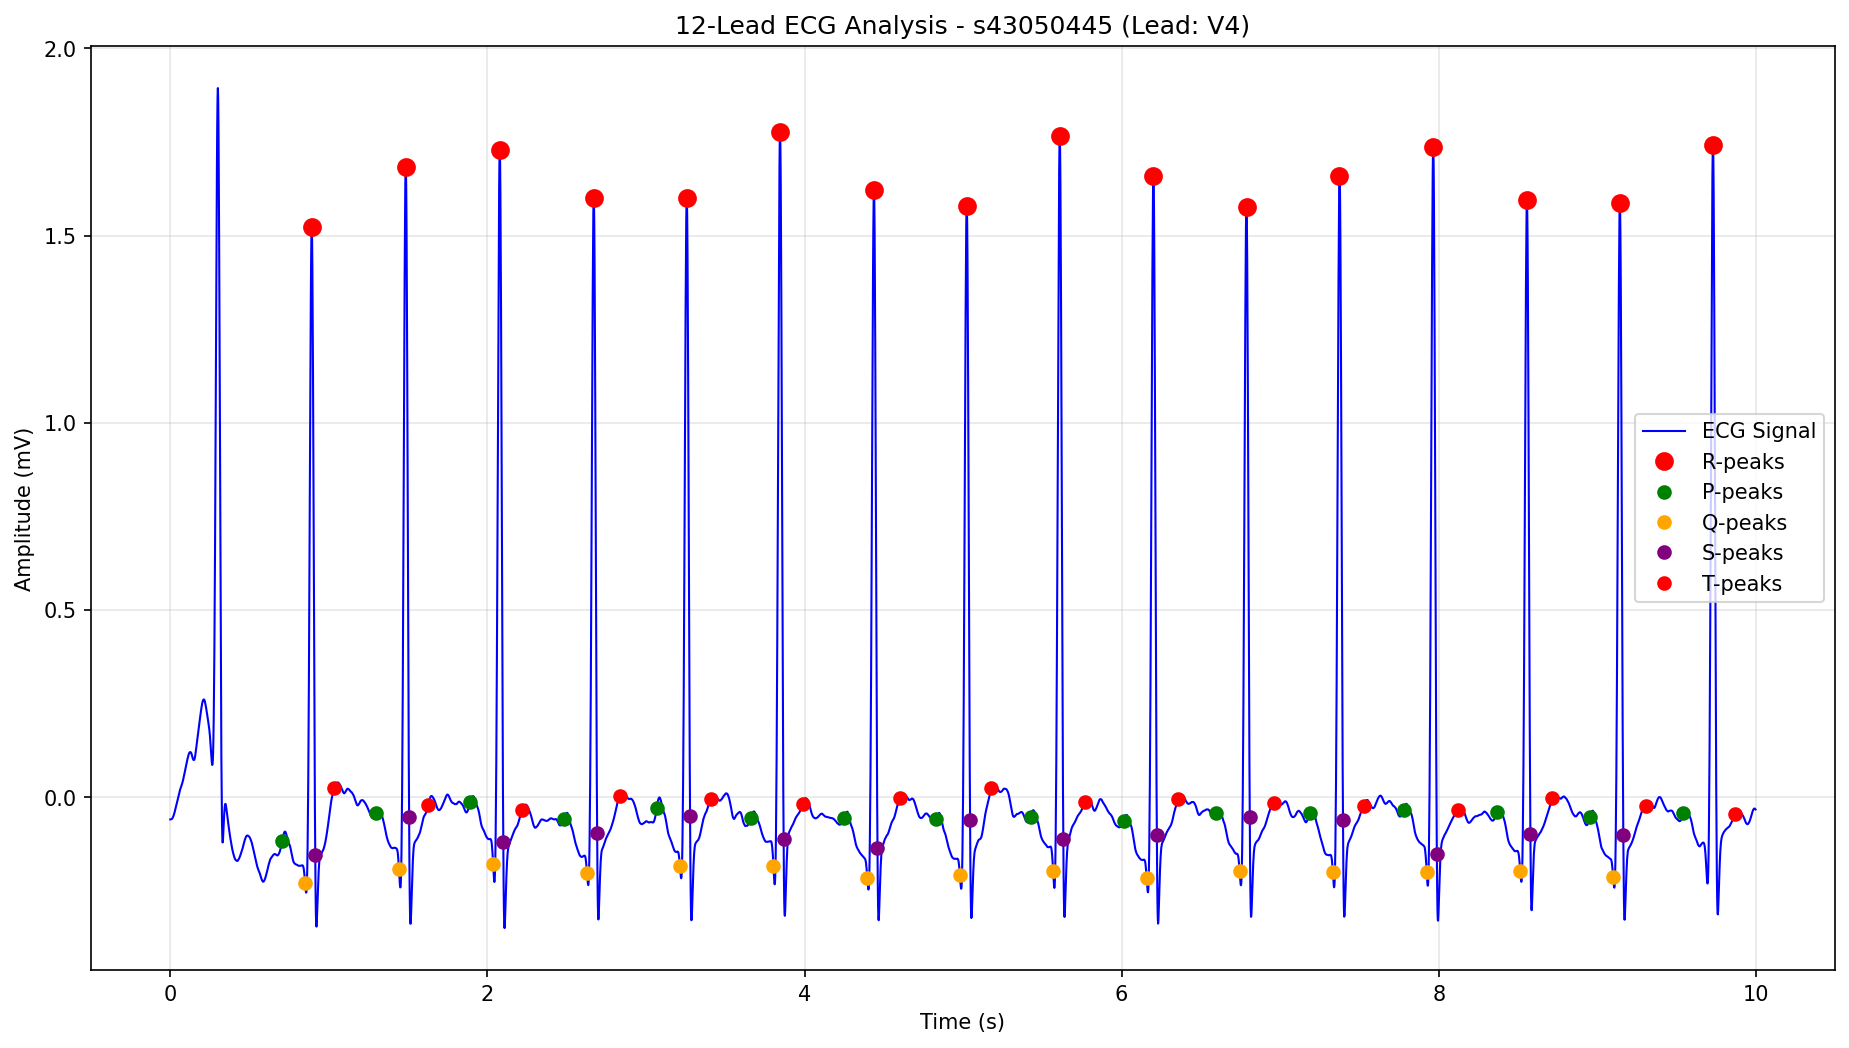 12-Lead ECG Analysis - s43050445 (Lead: V4)
Amplitude (mV)
2.0
1.5
1.0
0.5
0.0
ECG Signal
R-peaks
P-peaks
Q-peaks
S-peaks
T-peaks
0 2 4 6 8 10
Time (s)